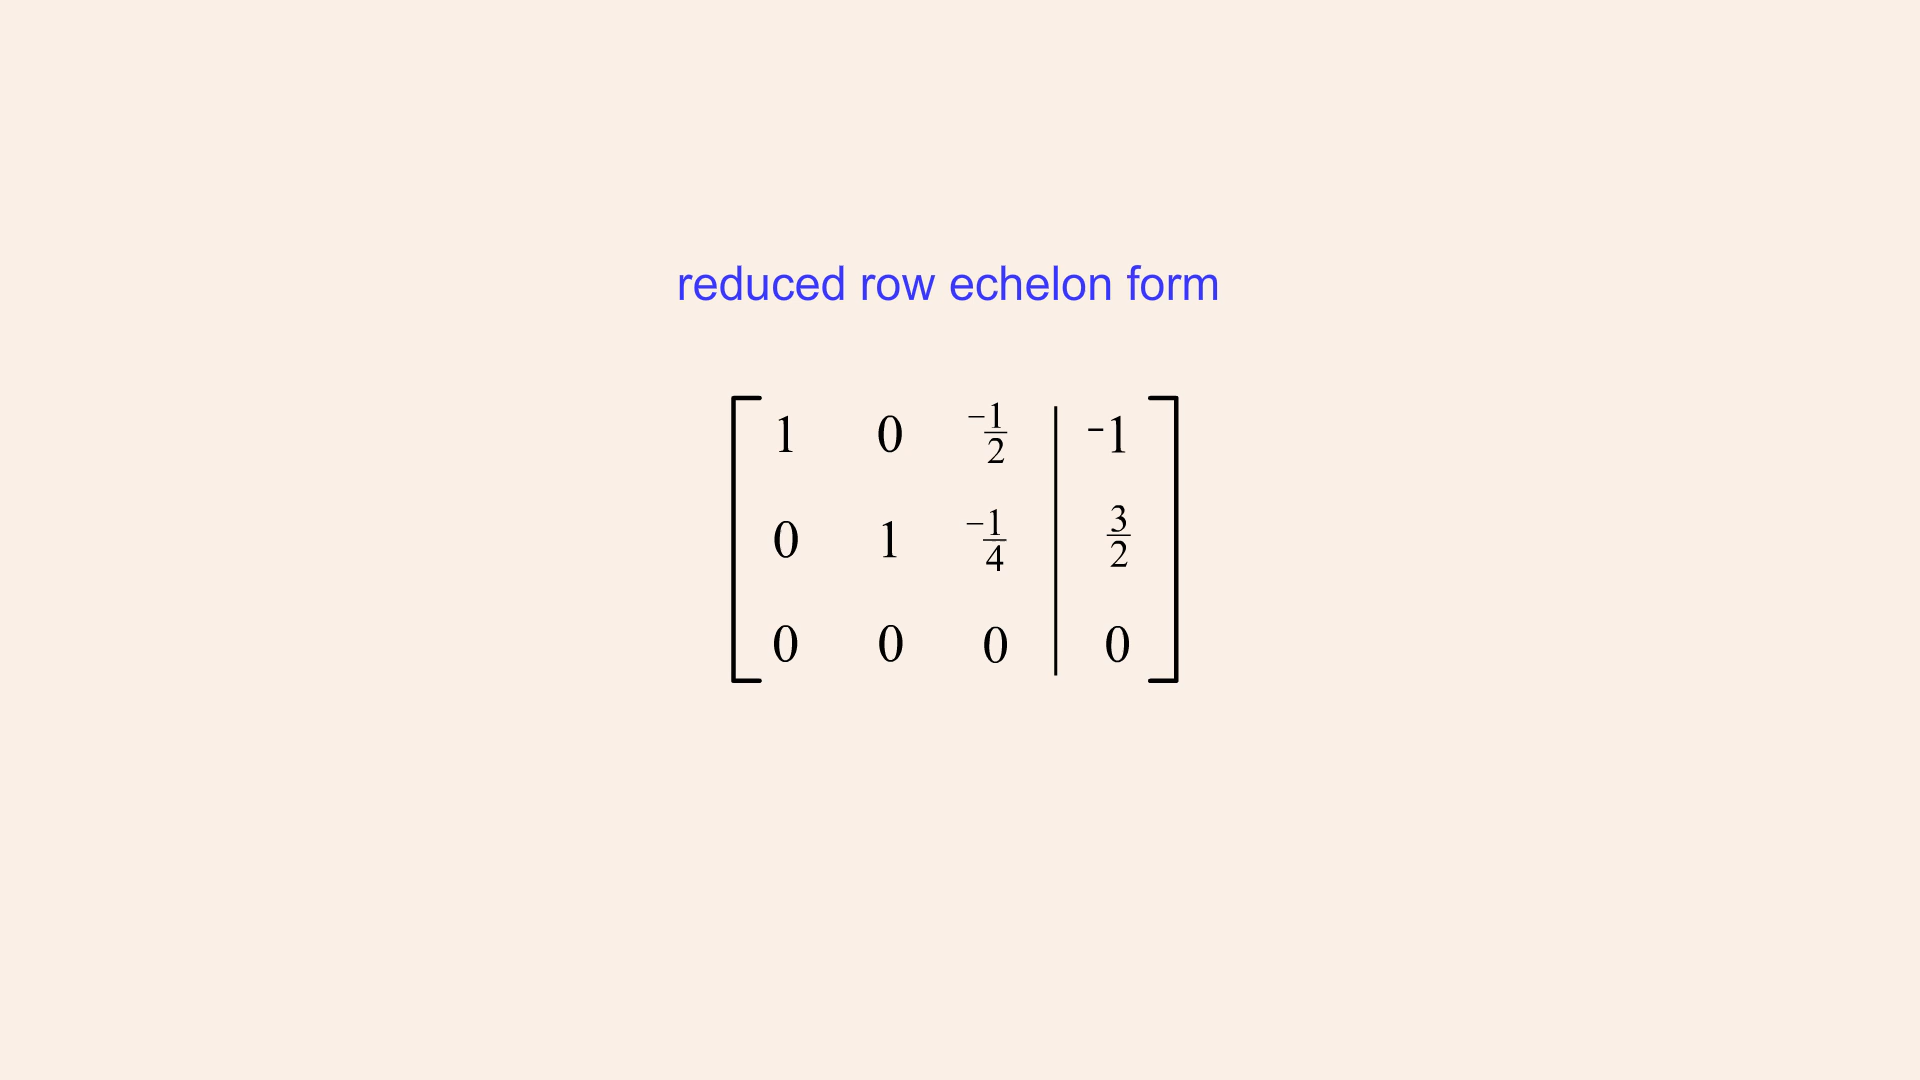 reduced row echelon form
1 0 -1/2 | -1
0 1 -1/4 | 3/2
0 0 0 | 0